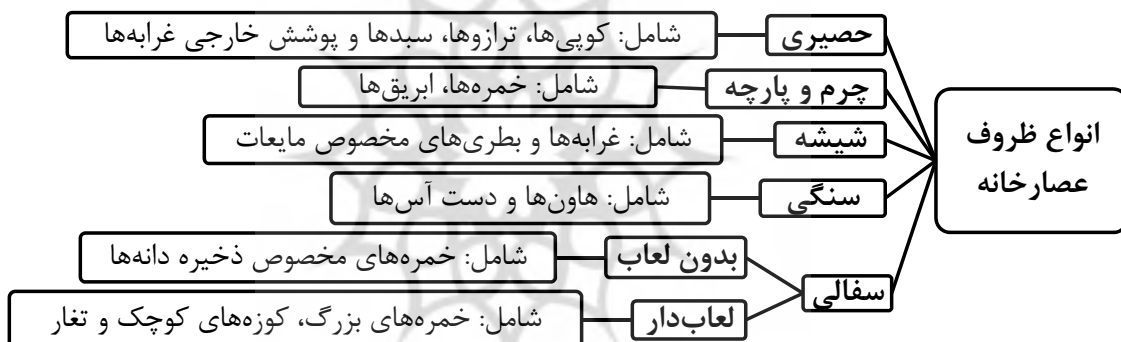 انواع ظروف
عصارخانه
حصیری
شامل: کوپی‌ها، ترازوها، سبدها و پوشش خارجی غرابه‌ها
چرم و پارچه
شامل: خمره‌ها، ابریق‌ها
شیشه
شامل: غرابه‌ها و بطری‌های مخصوص مایعات
سنگی
شامل: هاون‌ها و دست آس‌ها
سفالی
بدون لعاب
شامل: خمره‌های مخصوص ذخیره دانه‌ها
لعاب‌دار
شامل: خمره‌های بزرگ، کوزه‌های کوچک و تغار